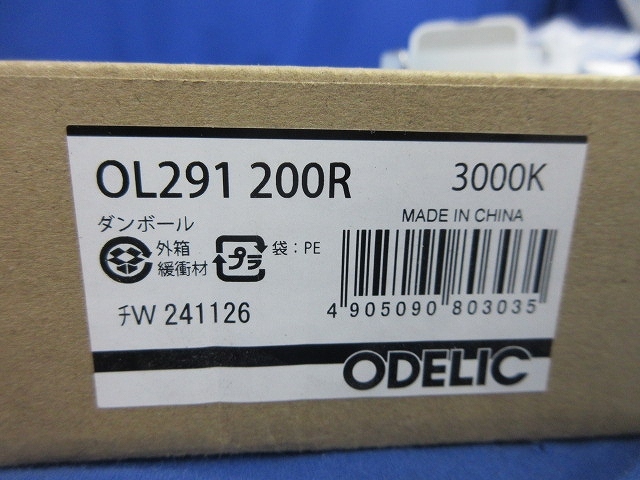 OL291 200R 3000K
MADE IN CHINA
ダンボール
外箱
緩衝材
プラ
袋：PE
チW 241126
4 905090 803035
ODELIC